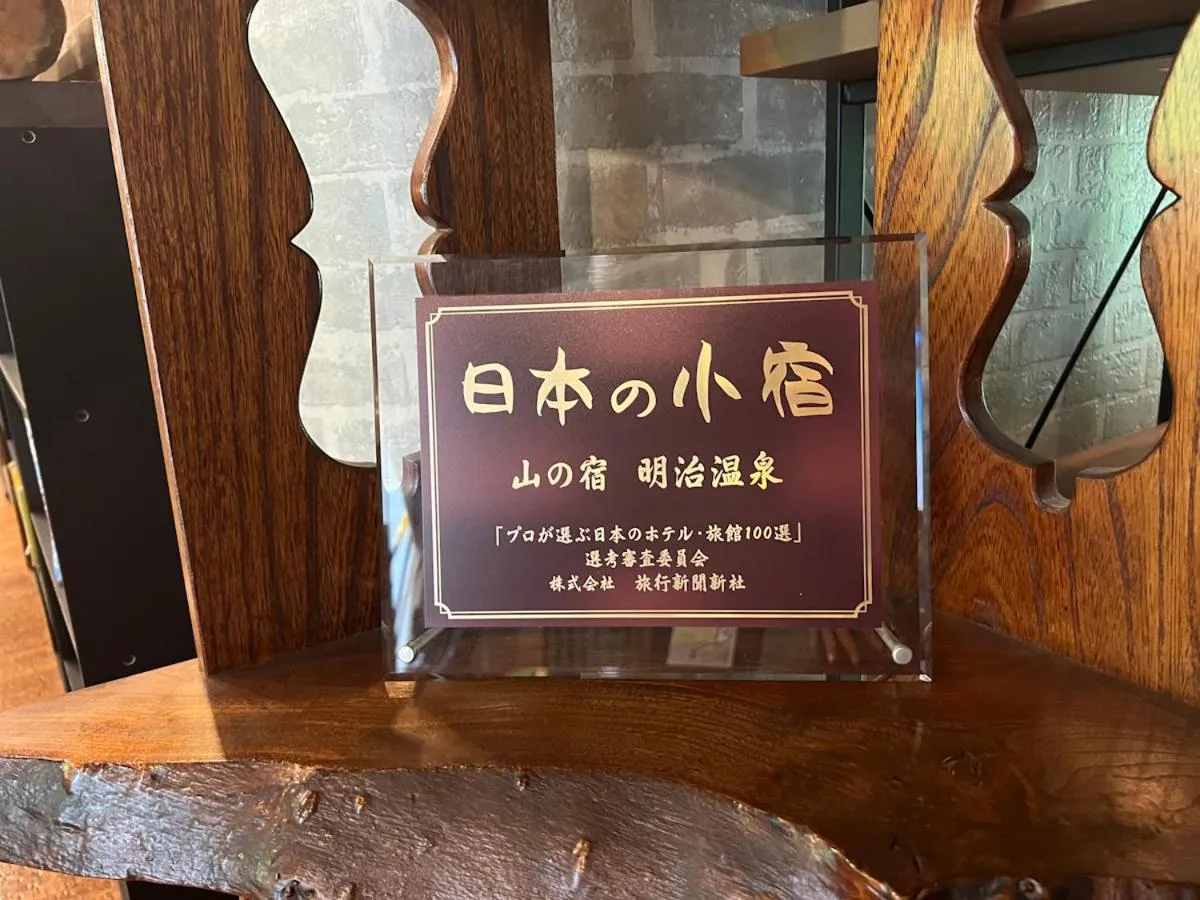 日本の小宿
山の宿 明治温泉
「プロが選ぶ日本のホテル・旅館100選」
選考審査委員会
株式会社 旅行新聞新社